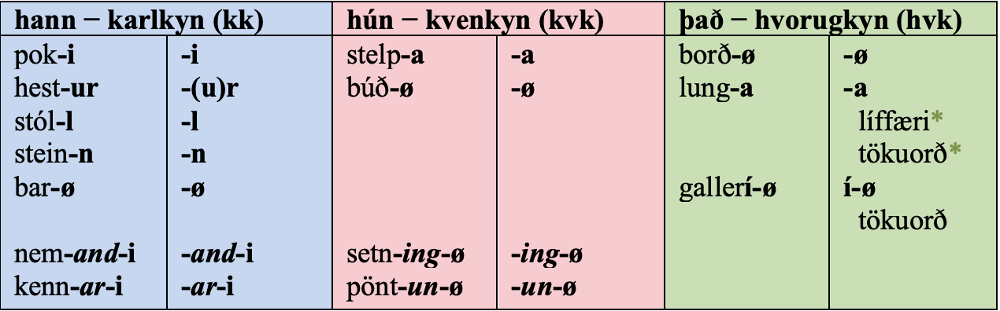 hann – karlkyn (kk) hún – kvenkyn (kvk) það – hvorugkyn (hvk)
pok-i -i stelp-a -a borð-ø -ø
hest-ur -(u)r búð-ø -ø lung-a -a
stól-l -l líffæri*
stein-n -n tökuorð*
bar-ø -ø gallerí-ø í-ø
tökuorð
nem-and-i -and-i setn-ing-ø -ing-ø
kenn-ar-i -ar-i pönt-un-ø -un-ø